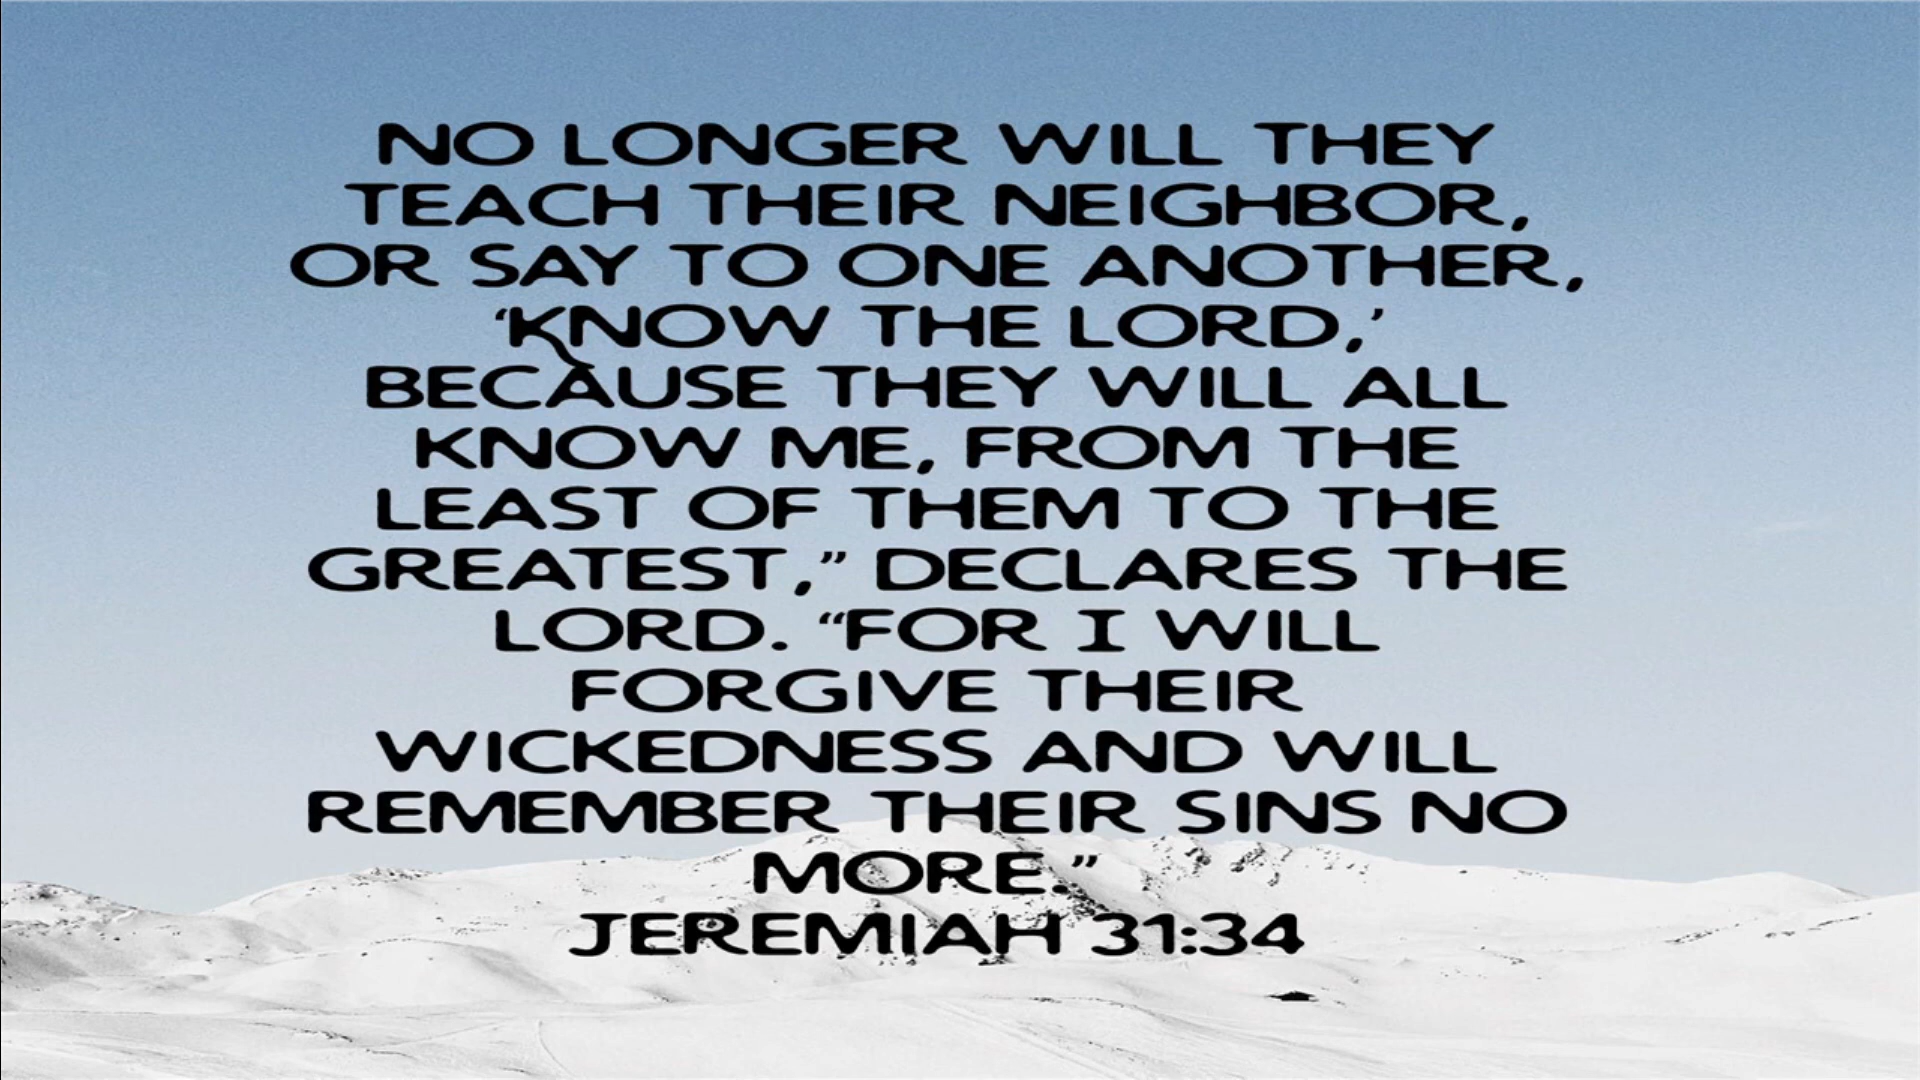 NO LONGER WILL THEY
TEACH THEIR NEIGHBOR,
OR SAY TO ONE ANOTHER,
‘KNOW THE LORD,’
BECAUSE THEY WILL ALL
KNOW ME, FROM THE
LEAST OF THEM TO THE
GREATEST,” DECLARES THE
LORD. “FOR I WILL
FORGIVE THEIR
WICKEDNESS AND WILL
REMEMBER THEIR SINS NO
MORE.”
JEREMIAH 31:34